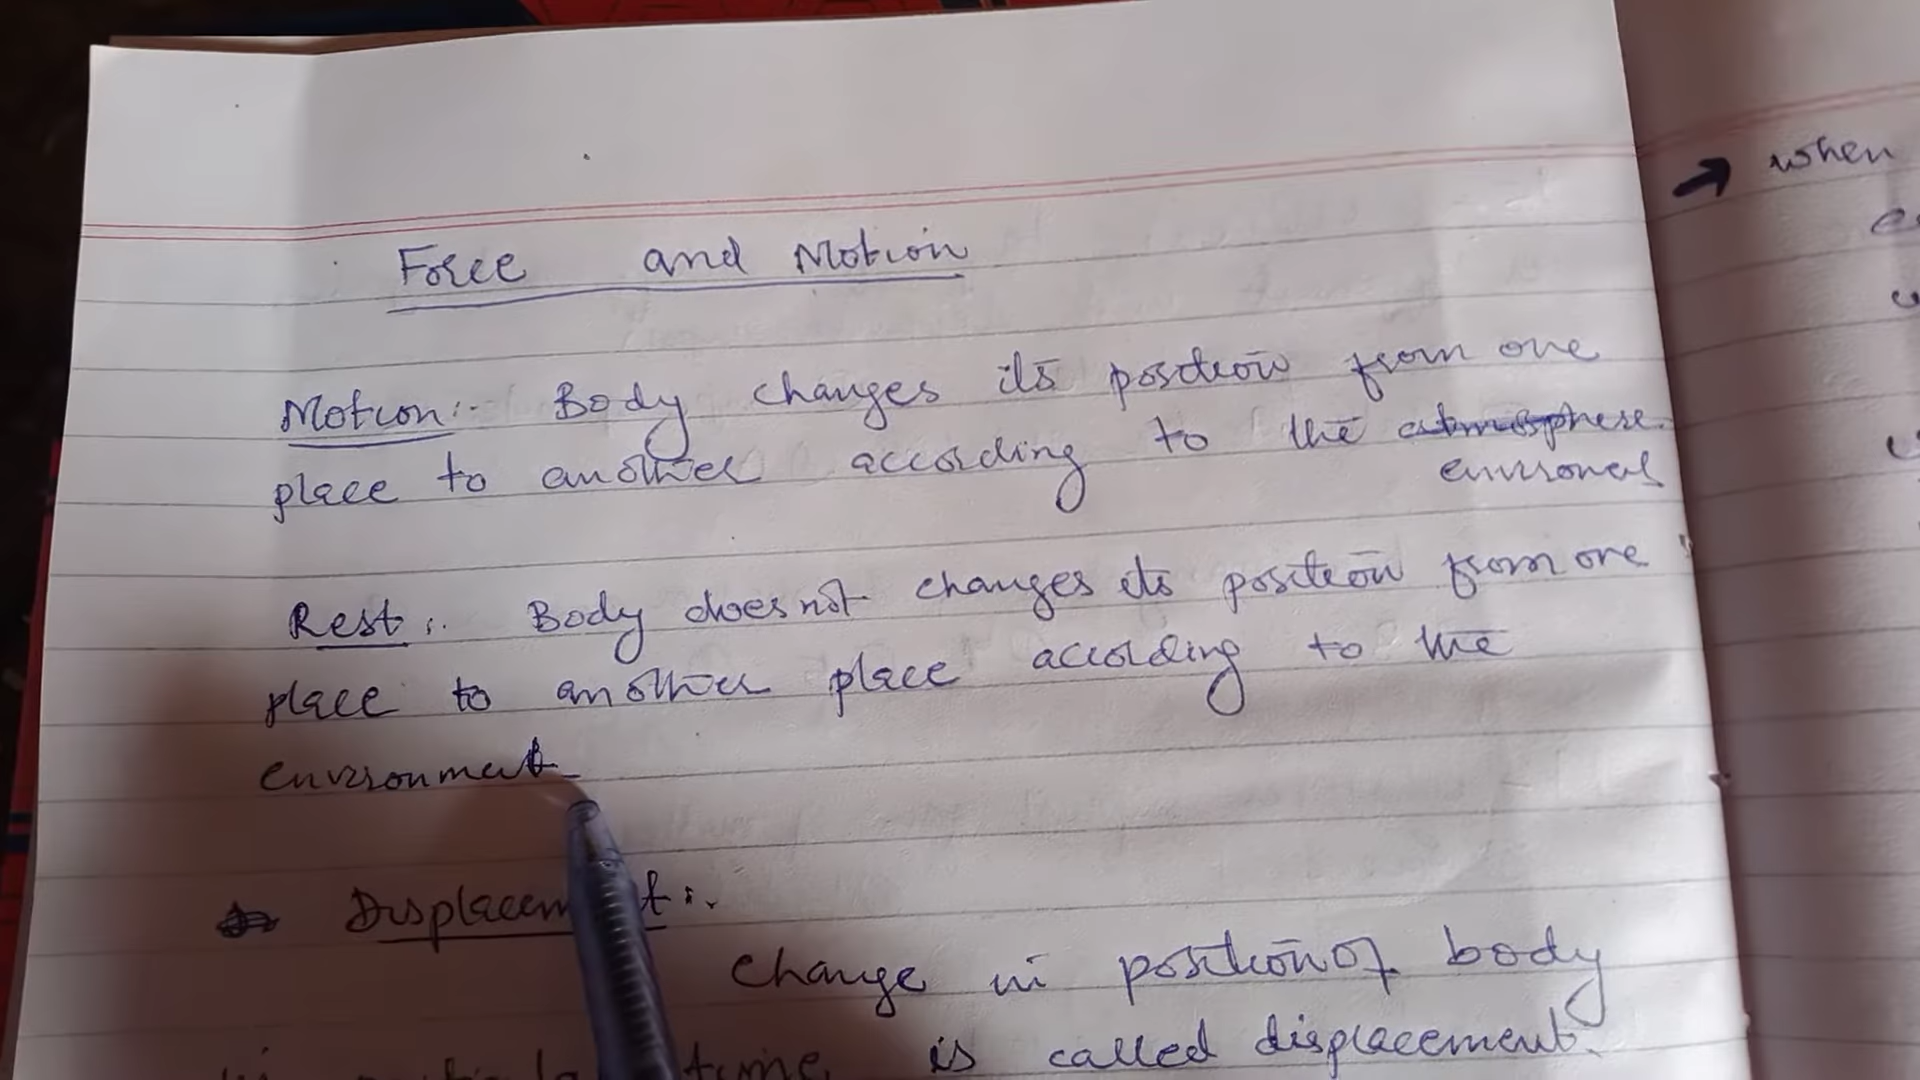 Force and Motion
Motion:- Body changes its position from one
place to another according to the atmosphere
environel
Rest:. Body does not changes its position from one
place to another place according to the
environment
Displacement:.
Change in position of body
time is called displacement.
when